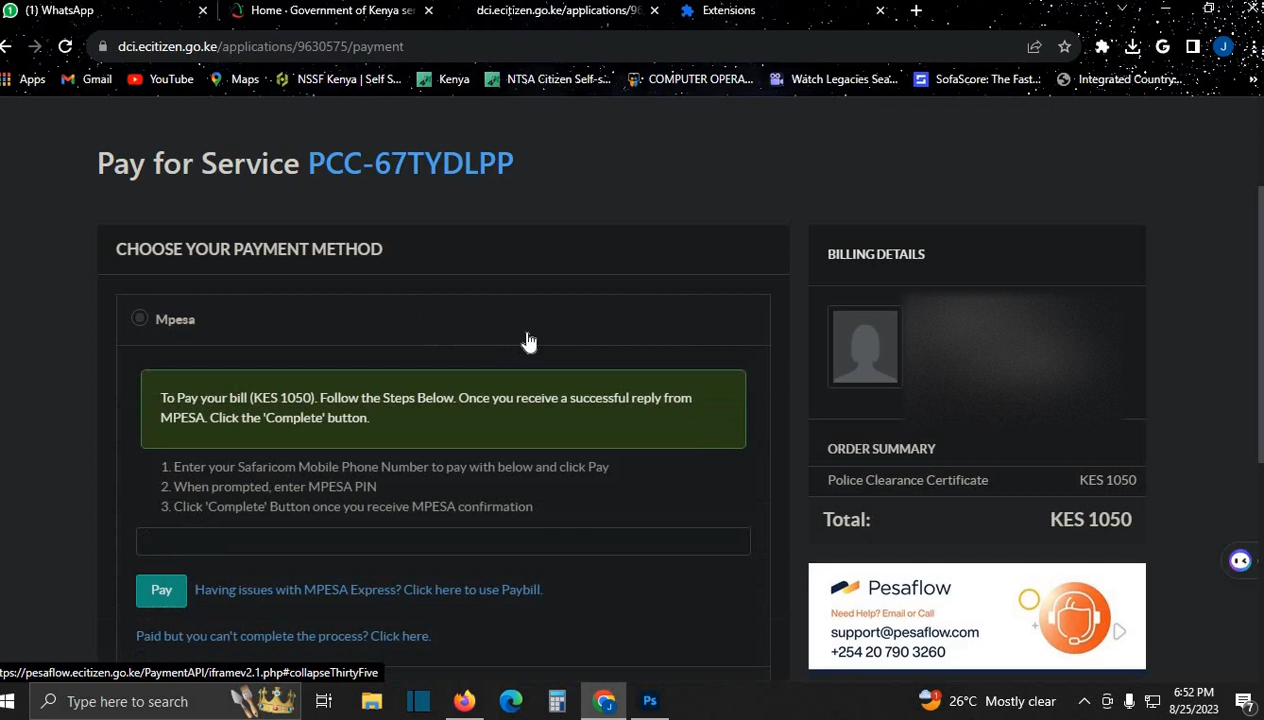 (1) WhatsApp
Home - Government of Kenya ser
dci.ecitizen.go.ke/applications/96
Extensions
dci.ecitizen.go.ke/applications/9630575/payment
J
Apps
Gmail
YouTube
Maps
NSSF Kenya | Self S...
Kenya
NTSA Citizen Self-s...
COMPUTER OPERA...
Watch Legacies Sea...
SofaScore: The Fast...
Integrated Country...
Pay for Service PCC-67TYDLPP
CHOOSE YOUR PAYMENT METHOD
Mpesa
To Pay your bill (KES 1050). Follow the Steps Below. Once you receive a successful reply from
MPESA. Click the 'Complete' button.
1. Enter your Safaricom Mobile Phone Number to pay with below and click Pay
2. When prompted, enter MPESA PIN
3. Click 'Complete' Button once you receive MPESA confirmation
Pay
Having issues with MPESA Express? Click here to use Paybill.
Paid but you can't complete the process? Click here.
BILLING DETAILS
ORDER SUMMARY
Police Clearance Certificate KES 1050
Total: KES 1050
Pesaflow
Need Help? Email or Call
support@pesaflow.com
+254 20 790 3260
ttps://pesaflow.ecitizen.go.ke/PaymentAPI/iframev2.1.php#collapseThirtyFive
Type here to search
Ps
26°C Mostly clear
6:52 PM
8/25/2023
7